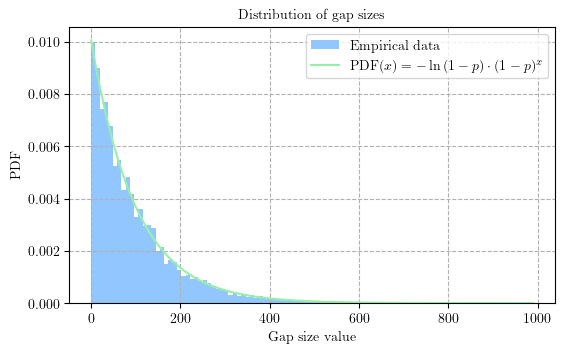 Distribution of gap sizes
PDF
0.010
0.008
0.006
0.004
0.002
0.000
Empirical data
PDF(x) = − ln (1 − p) · (1 − p)^x
0 200 400 600 800 1000
Gap size value